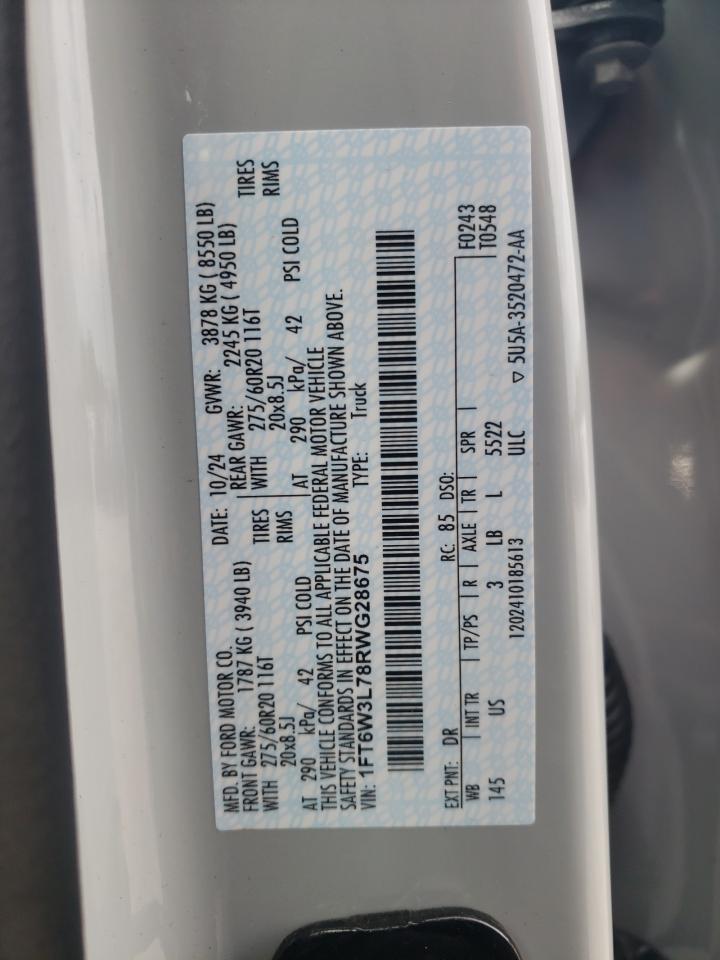 MFD. BY FORD MOTOR CO.
DATE: 10/24 GVWR: 3878 KG ( 8550 LB)
FRONT GAWR: 1787 KG ( 3940 LB) REAR GAWR: 2245 KG ( 4950 LB)
WITH 275/60R20 116T TIRES WITH 275/60R20 116T TIRES
20x8.5J RIMS 20x8.5J RIMS
AT 290 kPa/ 42 PSI COLD AT 290 kPa/ 42 PSI COLD
THIS VEHICLE CONFORMS TO ALL APPLICABLE FEDERAL MOTOR VEHICLE
SAFETY STANDARDS IN EFFECT ON THE DATE OF MANUFACTURE SHOWN ABOVE.
VIN: 1FT6W3L78RWG28675 TYPE: Truck
EXT PNT: DR RC: 85 DSO: F0243
WB INT TR TP/PS R AXLE TR SPR T0548
145 US 3 LB L 5522
1202410185613 ULC ▽ 5U5A-3520472-AA